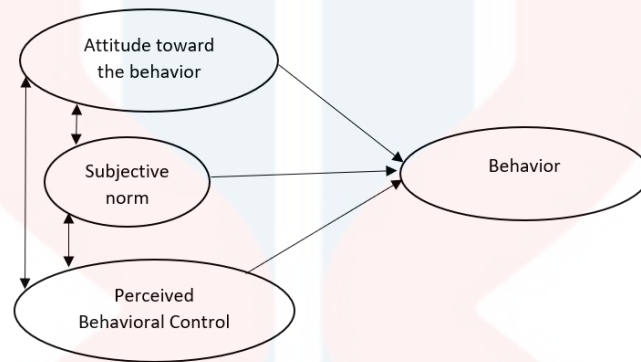 Attitude toward
the behavior
Subjective
norm
Behavior
Perceived
Behavioral Control